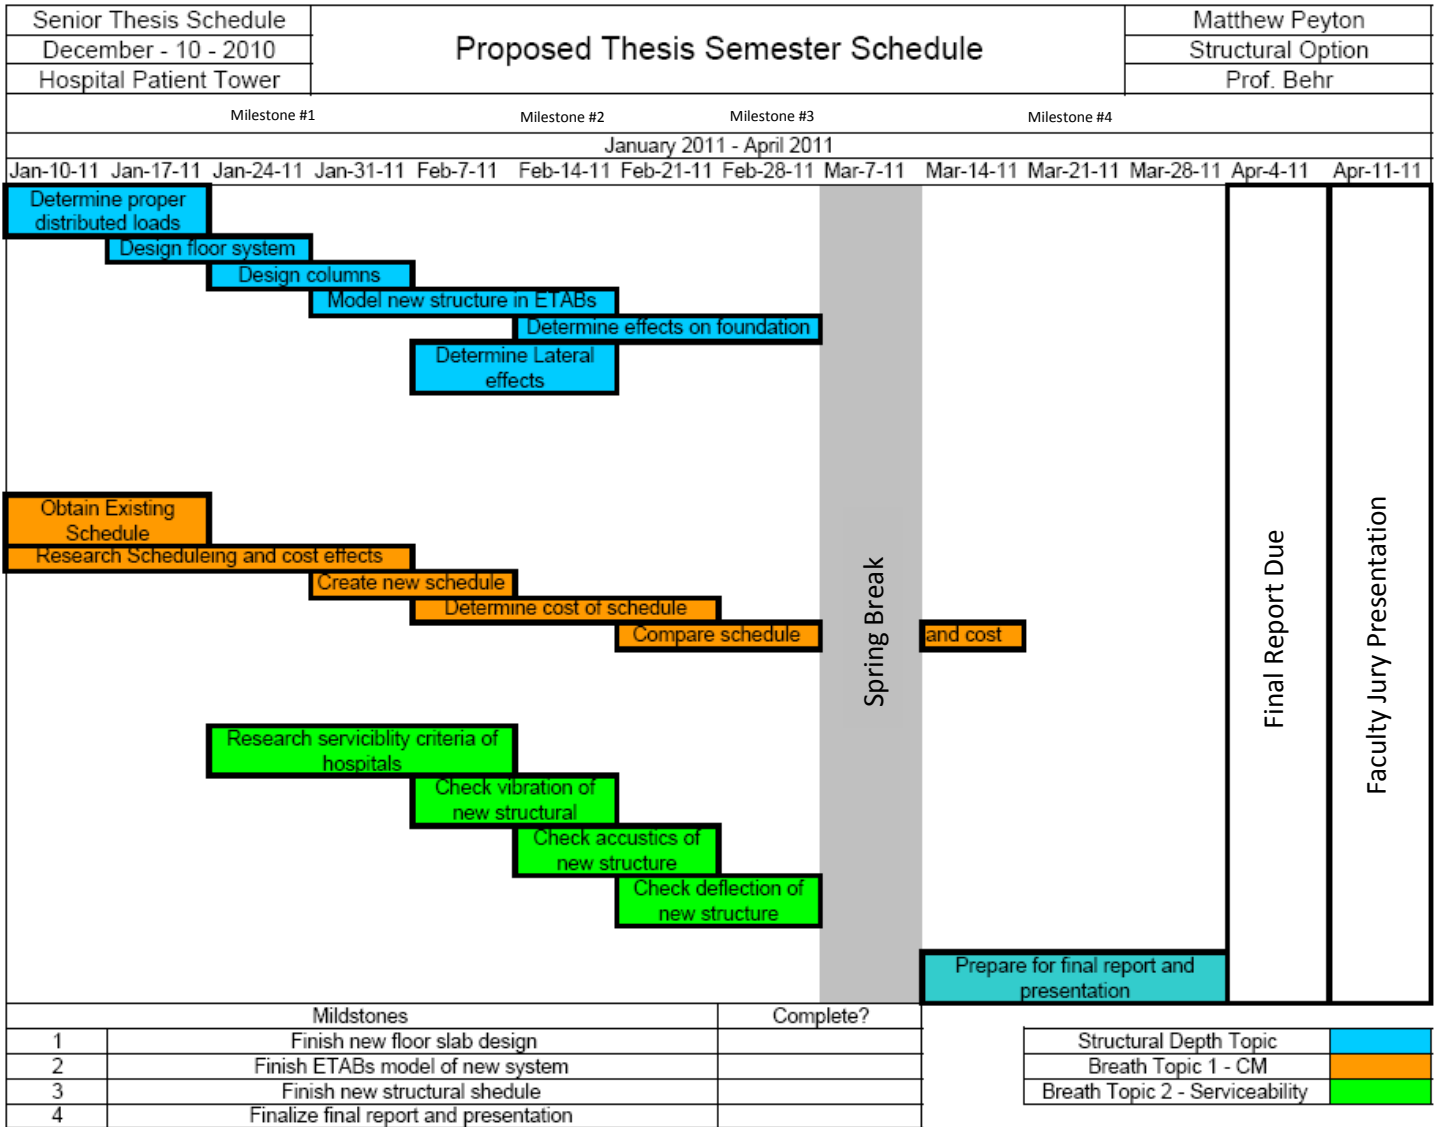 Senior Thesis Schedule
December - 10 - 2010
Hospital Patient Tower
Proposed Thesis Semester Schedule
Matthew Peyton
Structural Option
Prof. Behr
Milestone #1 Milestone #2 Milestone #3 Milestone #4
January 2011 - April 2011
Jan-10-11 Jan-17-11 Jan-24-11 Jan-31-11 Feb-7-11 Feb-14-11 Feb-21-11 Feb-28-11 Mar-7-11 Mar-14-11 Mar-21-11 Mar-28-11 Apr-4-11 Apr-11-11
Determine proper
distributed loads
Design floor system
Design columns
Model new structure in ETABs
Determine effects on foundation
Determine Lateral
effects
Obtain Existing
Schedule
Research Scheduleing and cost effects
Create new schedule
Determine cost of schedule
Compare schedule and cost
Research serviciblity criteria of
hospitals
Check vibration of
new structural
Check accustics of
new structure
Check deflection of
new structure
Prepare for final report and
presentation
Spring Break
Final Report Due
Faculty Jury Presentation
Mildstones Complete?
1 Finish new floor slab design
2 Finish ETABs model of new system
3 Finish new structural shedule
4 Finalize final report and presentation
Structural Depth Topic
Breath Topic 1 - CM
Breath Topic 2 - Serviceability